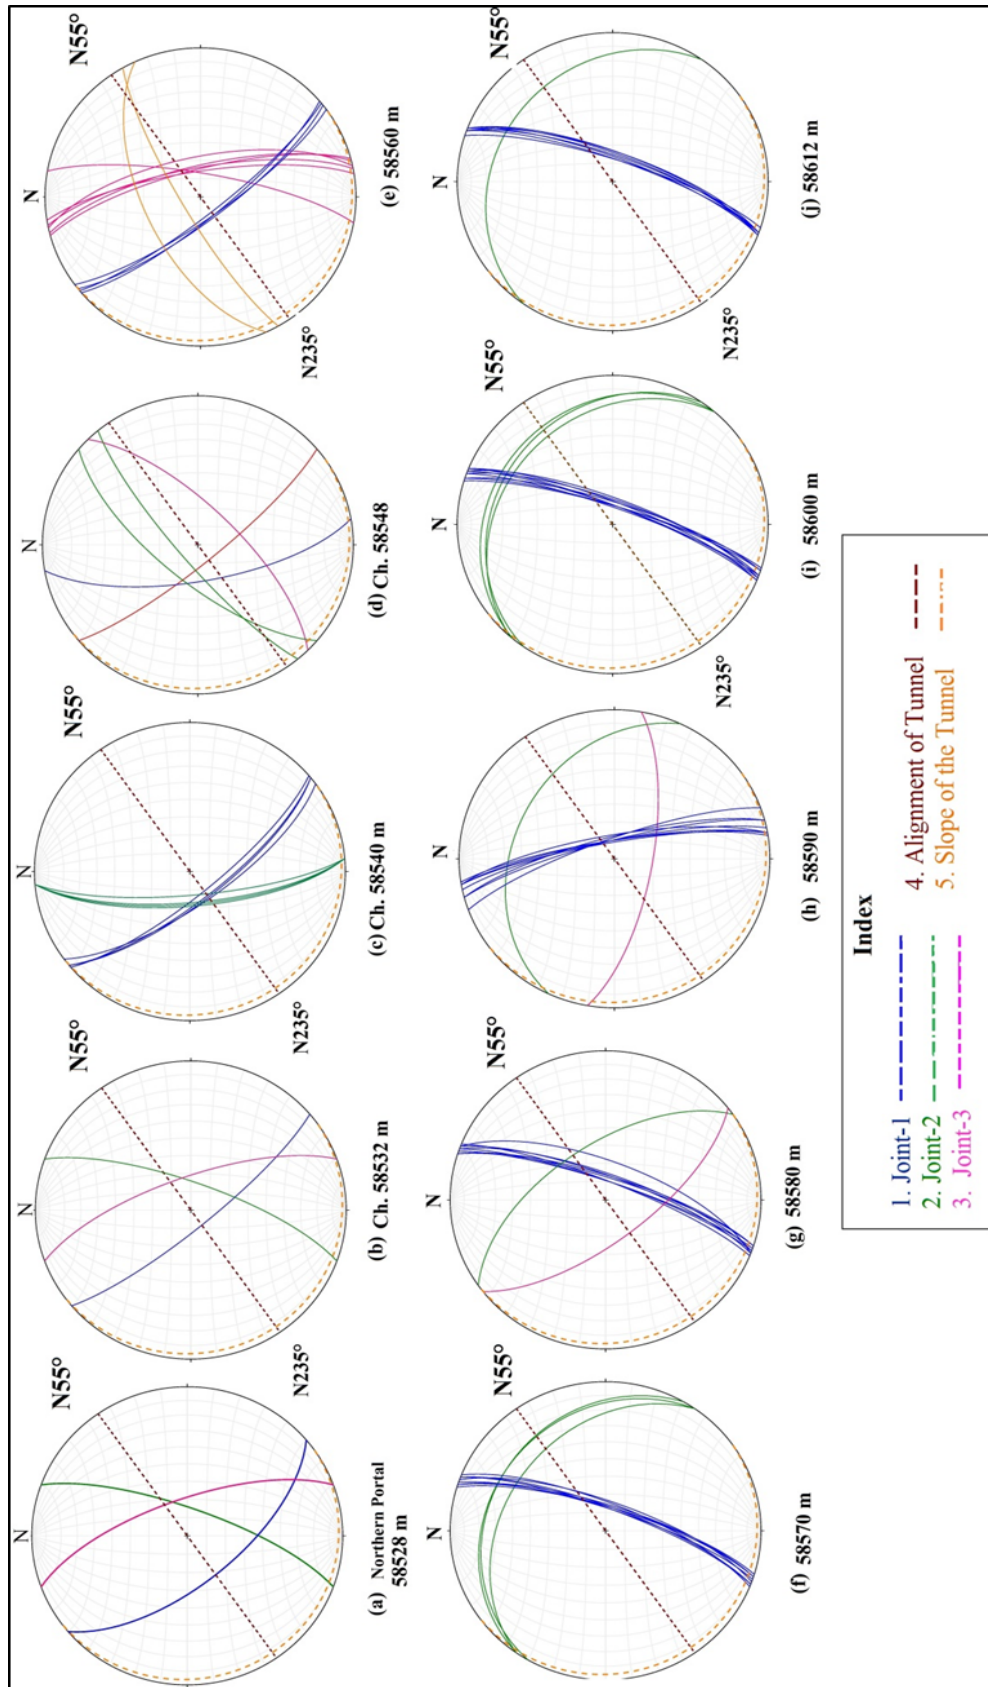 N
N55°
N235°
(a) Northern Portal
58528 m
N
N55°
N235°
(b) Ch. 58532 m
N
N55°
N235°
(c) Ch. 58540 m
N
(d) Ch. 58548
N
N55°
N235°
(e) 58560 m
N
N55°
(f) 58570 m
N
N55°
(g) 58580 m
N
N235°
(h) 58590 m
N
N55°
N235°
(i) 58600 m
N
N55°
(j) 58612 m
Index
1. Joint-1
2. Joint-2
3. Joint-3
4. Alignment of Tunnel
5. Slope of the Tunnel